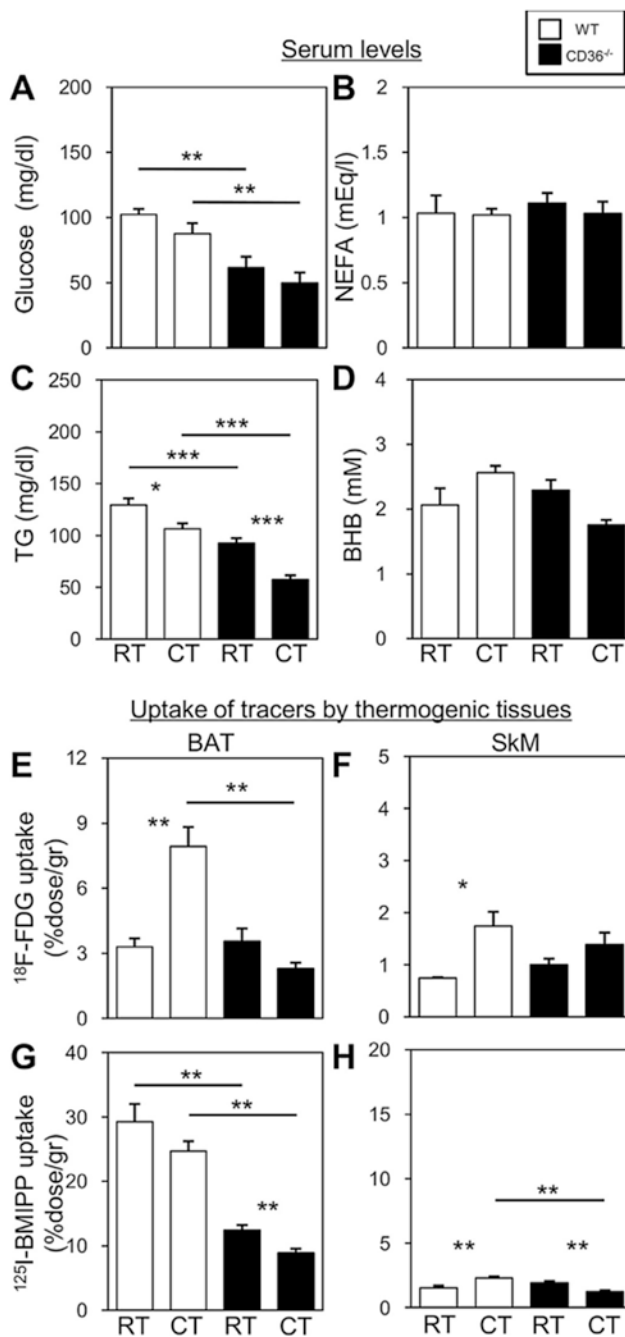 WT
CD36-/-
Serum levels
A
B
Glucose (mg/dl)
200
150
100
50
0
**
**
NEFA (mEq/l)
2
1.5
1
0.5
0
C
D
TG (mg/dl)
250
200
150
100
50
0
***
***
*
***
RT CT RT CT
BHB (mM)
4
3
2
1
0
RT CT RT CT
Uptake of tracers by thermogenic tissues
BAT
SkM
E
F
18F-FDG uptake
(%dose/gr)
12
9
6
3
0
**
**
5
4
3
2
1
0
*
G
H
125I-BMIPP uptake
(%dose/gr)
40
30
20
10
0
**
**
**
RT CT RT CT
20
15
10
5
0
**
**
**
RT CT RT CT